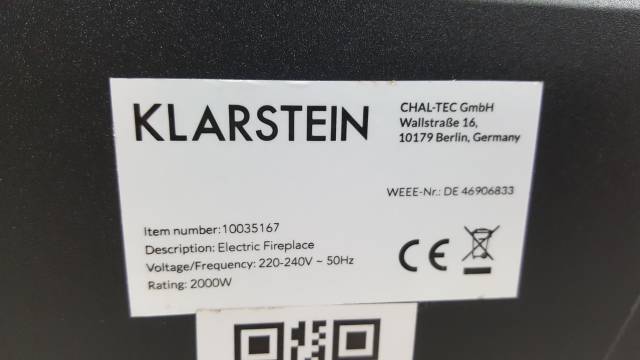 KLARSTEIN
CHAL-TEC GmbH
Wallstraße 16,
10179 Berlin, Germany
WEEE-Nr.: DE 46906833
Item number: 10035167
Description: Electric Fireplace
Voltage/Frequency: 220-240V ~ 50Hz
Rating: 2000W
CE